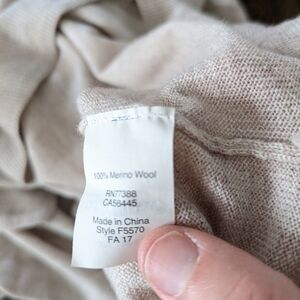 100% Merino Wool
RN77388
CA56445
Made in China
Style F5570
FA 17